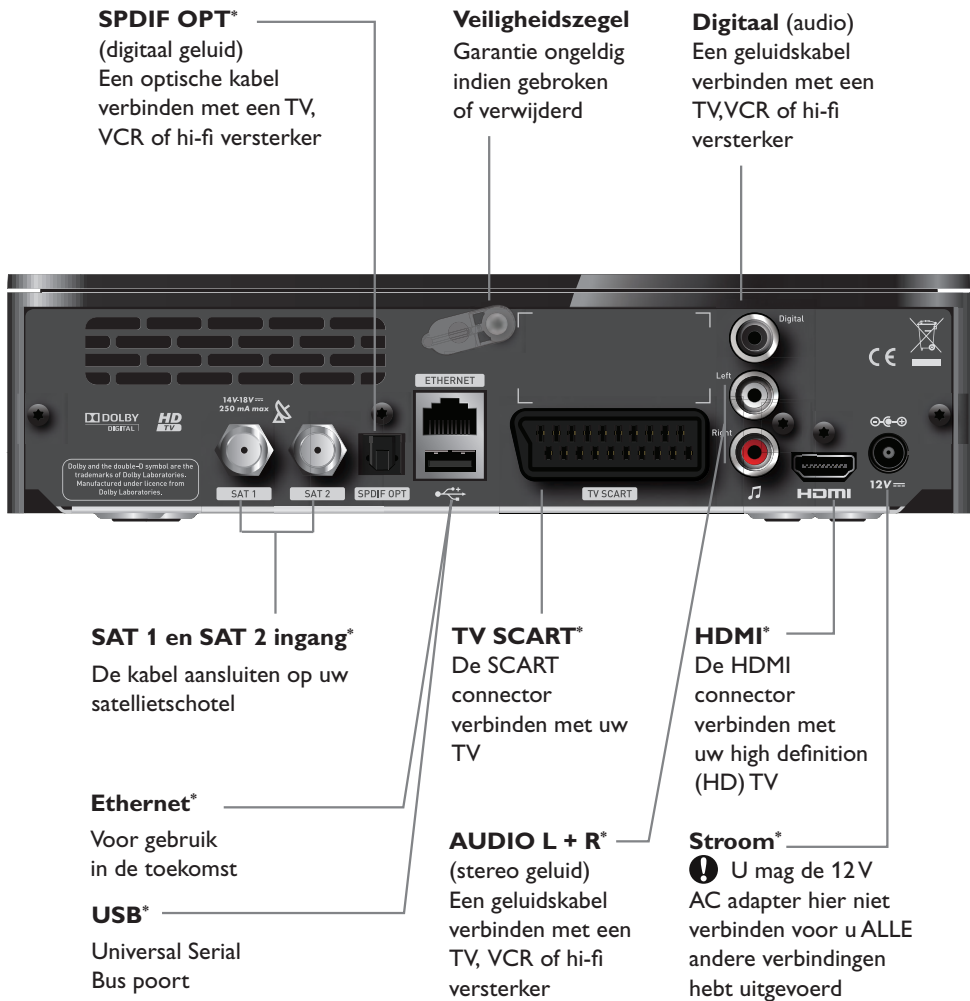 SPDIF OPT*
(digitaal geluid)
Een optische kabel
verbinden met een TV,
VCR of hi-fi versterker
Veiligheidszegel
Garantie ongeldig
indien gebroken
of verwijderd
Digitaal (audio)
Een geluidskabel
verbinden met een
TV,VCR of hi-fi
versterker
Digital
Left
Right
ETHERNET
14V-18V
250 mA max
DOLBY
DIGITAL
HD
TV
Dolby and the double-D symbol are the
trademarks of Dolby Laboratories.
Manufactured under licence from
Dolby Laboratories.
SAT 1
SAT 2
SPDIF OPT
TV SCART
HDMI
12V
CE
SAT 1 en SAT 2 ingang*
De kabel aansluiten op uw
satellietschotel
Ethernet*
Voor gebruik
in de toekomst
USB*
Universal Serial
Bus poort
TV SCART*
De SCART
connector
verbinden met uw
TV
AUDIO L + R*
(stereo geluid)
Een geluidskabel
verbinden met een
TV, VCR of hi-fi
versterker
HDMI*
De HDMI
connector
verbinden met
uw high definition
(HD) TV
Stroom*
! U mag de 12V
AC adapter hier niet
verbinden voor u ALLE
andere verbindingen
hebt uitgevoerd